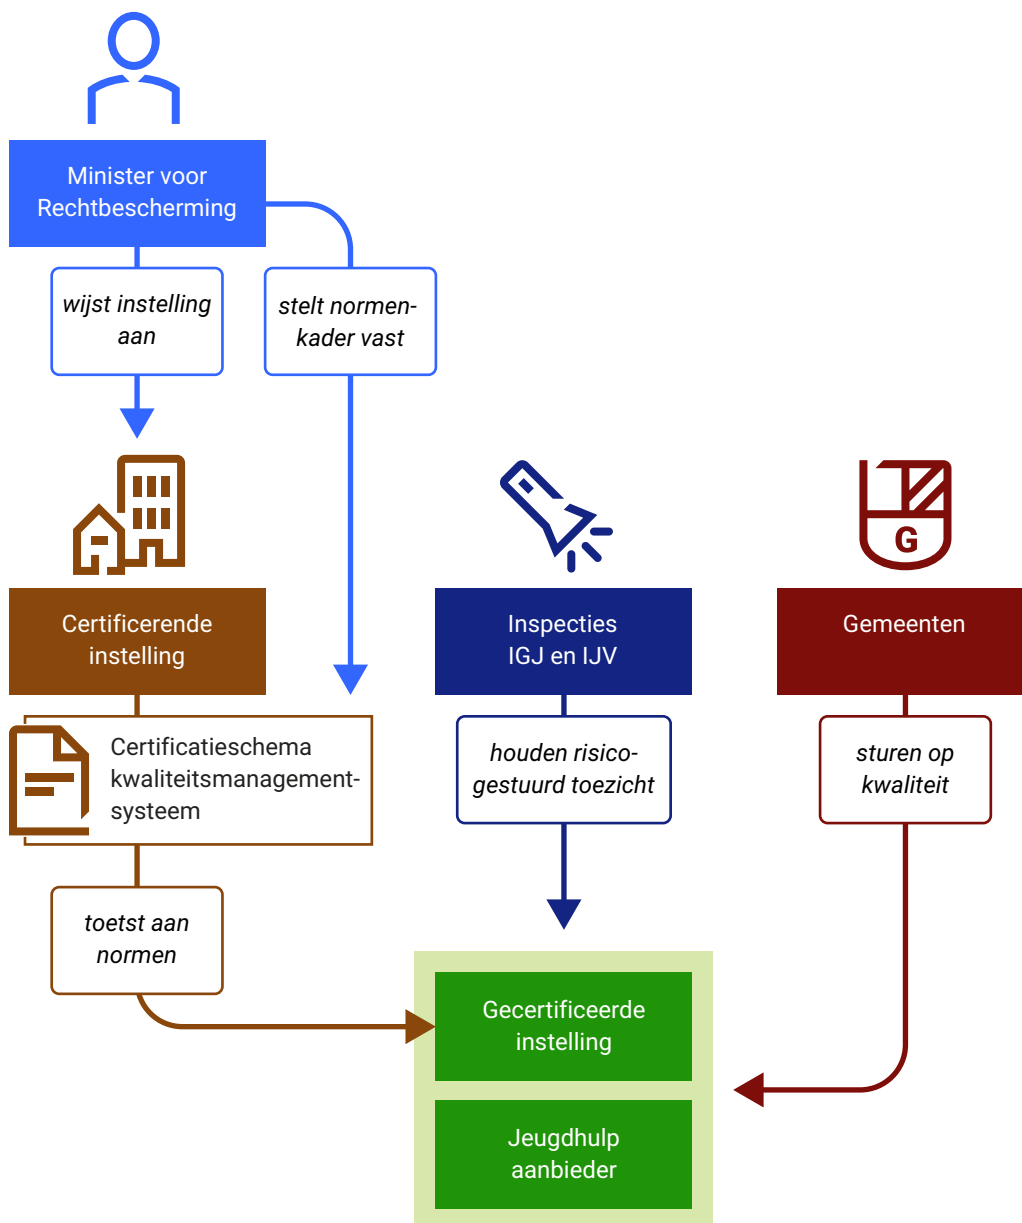 Minister voor
Rechtbescherming
wijst instelling
aan
stelt normen-
kader vast
G
Certificerende
instelling
Inspecties
IGJ en IJV
Gemeenten
Certificatieschema
kwaliteitsmanagement-
systeem
houden risico-
gestuurd toezicht
sturen op
kwaliteit
toetst aan
normen
Gecertificeerde
instelling
Jeugdhulp
aanbieder